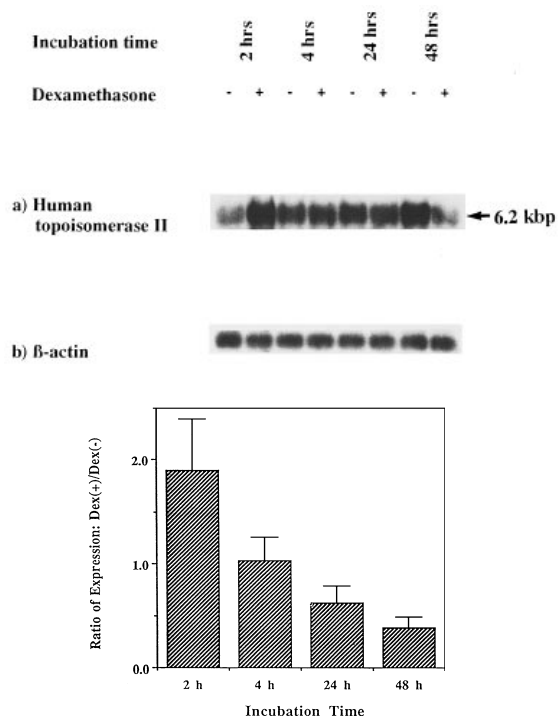 Incubation time 2 hrs 4 hrs 24 hrs 48 hrs
Dexamethasone - + - + - + - +
a) Human
topoisomerase II
6.2 kbp
b) ß-actin
Ratio of Expression: Dex(+)/Dex(-)
2.0
1.0
0.0
2 h 4 h 24 h 48 h
Incubation Time